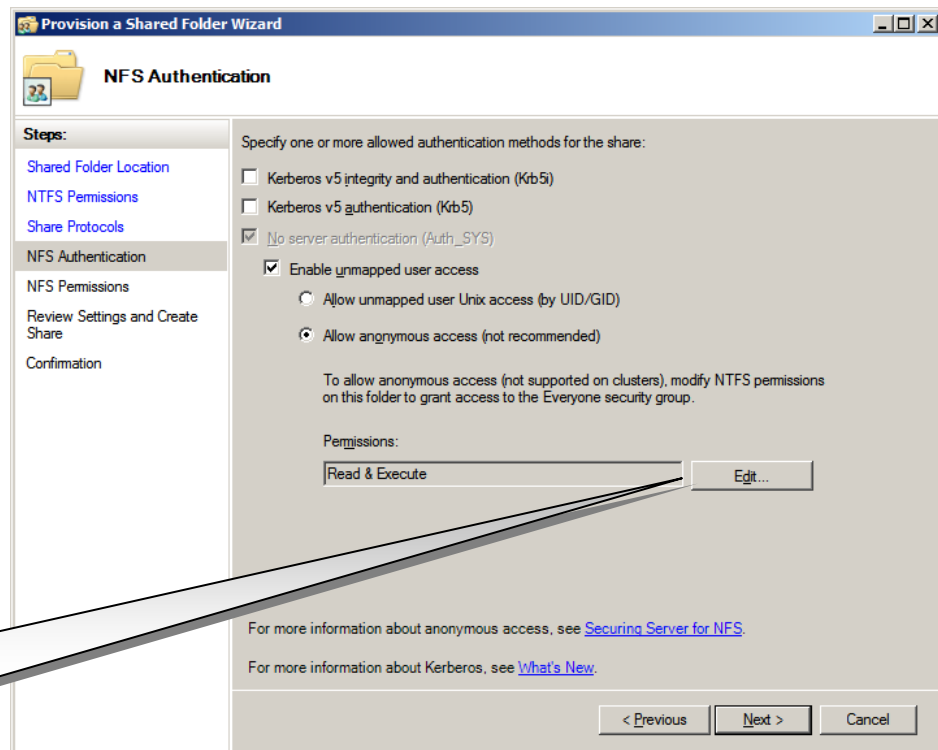 Provision a Shared Folder Wizard
NFS Authentication
Steps:
Shared Folder Location
NTFS Permissions
Share Protocols
NFS Authentication
NFS Permissions
Review Settings and Create
Share
Confirmation
Specify one or more allowed authentication methods for the share:
Kerberos v5 integrity and authentication (Krb5i)
Kerberos v5 authentication (Krb5)
No server authentication (Auth_SYS)
Enable unmapped user access
Allow unmapped user Unix access (by UID/GID)
Allow anonymous access (not recommended)
To allow anonymous access (not supported on clusters), modify NTFS permissions
on this folder to grant access to the Everyone security group.
Permissions:
Read & Execute
Edit...
For more information about anonymous access, see Securing Server for NFS.
For more information about Kerberos, see What's New.
< Previous
Next >
Cancel